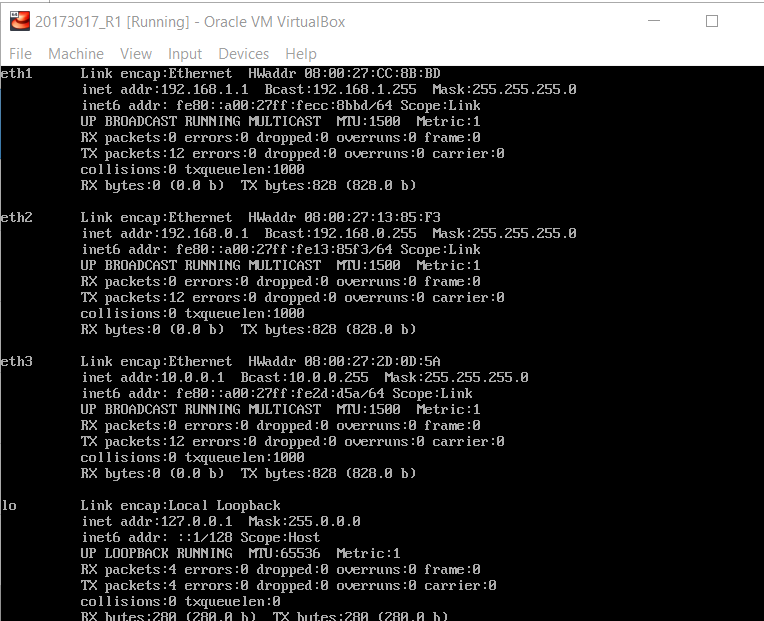 20173017_R1 [Running] - Oracle VM VirtualBox
File Machine View Input Devices Help
eth1 Link encap:Ethernet HWaddr 08:00:27:CC:8B:BD
inet addr:192.168.1.1 Bcast:192.168.1.255 Mask:255.255.255.0
inet6 addr: fe80::a00:27ff:fecc:8bbd/64 Scope:Link
UP BROADCAST RUNNING MULTICAST MTU:1500 Metric:1
RX packets:0 errors:0 dropped:0 overruns:0 frame:0
TX packets:12 errors:0 dropped:0 overruns:0 carrier:0
collisions:0 txqueuelen:1000
RX bytes:0 (0.0 b) TX bytes:828 (828.0 b)
eth2 Link encap:Ethernet HWaddr 08:00:27:13:85:F3
inet addr:192.168.0.1 Bcast:192.168.0.255 Mask:255.255.255.0
inet6 addr: fe80::a00:27ff:fe13:85f3/64 Scope:Link
UP BROADCAST RUNNING MULTICAST MTU:1500 Metric:1
RX packets:0 errors:0 dropped:0 overruns:0 frame:0
TX packets:12 errors:0 dropped:0 overruns:0 carrier:0
collisions:0 txqueuelen:1000
RX bytes:0 (0.0 b) TX bytes:828 (828.0 b)
eth3 Link encap:Ethernet HWaddr 08:00:27:2D:0D:5A
inet addr:10.0.0.1 Bcast:10.0.0.255 Mask:255.255.255.0
inet6 addr: fe80::a00:27ff:fe2d:d5a/64 Scope:Link
UP BROADCAST RUNNING MULTICAST MTU:1500 Metric:1
RX packets:0 errors:0 dropped:0 overruns:0 frame:0
TX packets:12 errors:0 dropped:0 overruns:0 carrier:0
collisions:0 txqueuelen:1000
RX bytes:0 (0.0 b) TX bytes:828 (828.0 b)
lo Link encap:Local Loopback
inet addr:127.0.0.1 Mask:255.0.0.0
inet6 addr: ::1/128 Scope:Host
UP LOOPBACK RUNNING MTU:65536 Metric:1
RX packets:4 errors:0 dropped:0 overruns:0 frame:0
TX packets:4 errors:0 dropped:0 overruns:0 carrier:0
collisions:0 txqueuelen:0
RX bytes:280 (280.0 b) TX bytes:280 (280.0 b)